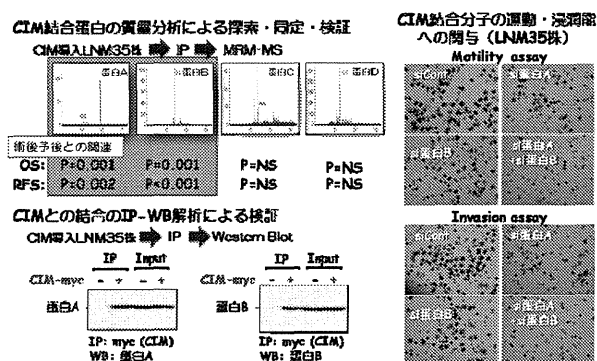 CIM結合蛋白の質量分析による探索・同定・検証
CIM導入LNM35株 IP MRM-MS
蛋白A 蛋白B 蛋白C 蛋白D
術後予後との関連
OS: P=0.001 P=0.001 P=NS P=NS
RFS: P=0.002 P<0.001 P=NS P=NS
CIMとの結合のIP-WB解析による検証
CIM導入LNM35株 IP Western Blot
IP Input IP Input
CIM-myc - + - + CIM-myc - + - +
蛋白A 蛋白B
IP: myc (CIM) IP: myc (CIM)
WB: 蛋白A WB: 蛋白B
CIM結合分子の運動・浸潤能
への関与 (LNM35株)
Motility assay
siCont si蛋白A
si蛋白B si蛋白A
/si蛋白B
Invasion assay
siCont si蛋白A
si蛋白B si蛋白A
/si蛋白B